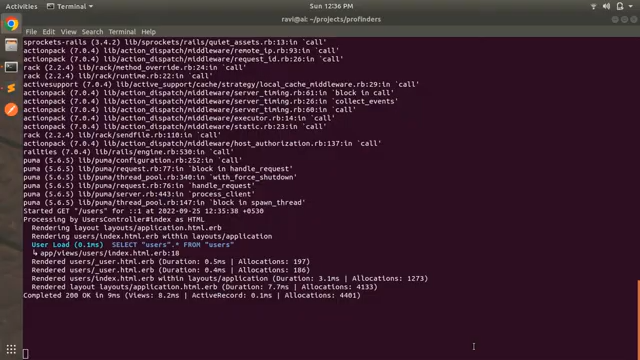 Activities
Terminal
Sun 12:36 PM
ravi@ai: ~/projects/profinders
File Edit View Search Terminal Help
sprockets-rails (3.4.2) lib/sprockets/rails/quiet_assets.rb:13:in `call'
actionpack (7.0.4) lib/action_dispatch/middleware/remote_ip.rb:93:in `call'
actionpack (7.0.4) lib/action_dispatch/middleware/request_id.rb:26:in `call'
rack (2.2.4) lib/rack/method_override.rb:24:in `call'
rack (2.2.4) lib/rack/runtime.rb:22:in `call'
activesupport (7.0.4) lib/active_support/cache/strategy/local_cache_middleware.rb:29:in `call'
actionpack (7.0.4) lib/action_dispatch/middleware/server_timing.rb:61:in `block in call'
actionpack (7.0.4) lib/action_dispatch/middleware/server_timing.rb:26:in `collect_events'
actionpack (7.0.4) lib/action_dispatch/middleware/server_timing.rb:60:in `call'
actionpack (7.0.4) lib/action_dispatch/middleware/executor.rb:14:in `call'
actionpack (7.0.4) lib/action_dispatch/middleware/static.rb:23:in `call'
rack (2.2.4) lib/rack/sendfile.rb:110:in `call'
actionpack (7.0.4) lib/action_dispatch/middleware/host_authorization.rb:137:in `call'
railties (7.0.4) lib/rails/engine.rb:530:in `call'
puma (5.6.5) lib/puma/configuration.rb:252:in `call'
puma (5.6.5) lib/puma/request.rb:77:in `block in handle_request'
puma (5.6.5) lib/puma/thread_pool.rb:340:in `with_force_shutdown'
puma (5.6.5) lib/puma/request.rb:76:in `handle_request'
puma (5.6.5) lib/puma/server.rb:443:in `process_client'
puma (5.6.5) lib/puma/thread_pool.rb:147:in `block in spawn_thread'
Started GET "/users" for ::1 at 2022-09-25 12:35:38 +0530
Processing by UsersController#index as HTML
Rendering layout layouts/application.html.erb
Rendering users/index.html.erb within layouts/application
User Load (0.1ms) SELECT "users".* FROM "users"
↳ app/views/users/index.html.erb:18
Rendered users/_user.html.erb (Duration: 0.5ms | Allocations: 197)
Rendered users/_user.html.erb (Duration: 0.4ms | Allocations: 186)
Rendered users/index.html.erb within layouts/application (Duration: 3.1ms | Allocations: 1273)
Rendered layout layouts/application.html.erb (Duration: 7.7ms | Allocations: 4133)
Completed 200 OK in 9ms (Views: 8.2ms | ActiveRecord: 0.1ms | Allocations: 4401)